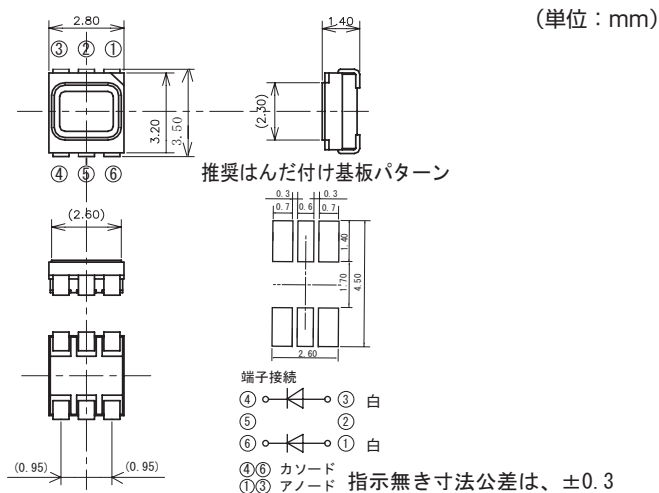 (単位：mm)
2.80
1.40
③ ② ①
(2.30)
3.20
3.50
④ ⑤ ⑥
推奨はんだ付け基板パターン
(2.60)
0.3 0.3
0.7 0.6 0.7
1.40
1.70
4.50
2.60
端子接続
④ ③ 白
⑤ ②
⑥ ① 白
(0.95) (0.95)
④⑥ カソード
①③ アノード 指示無き寸法公差は、±0.3